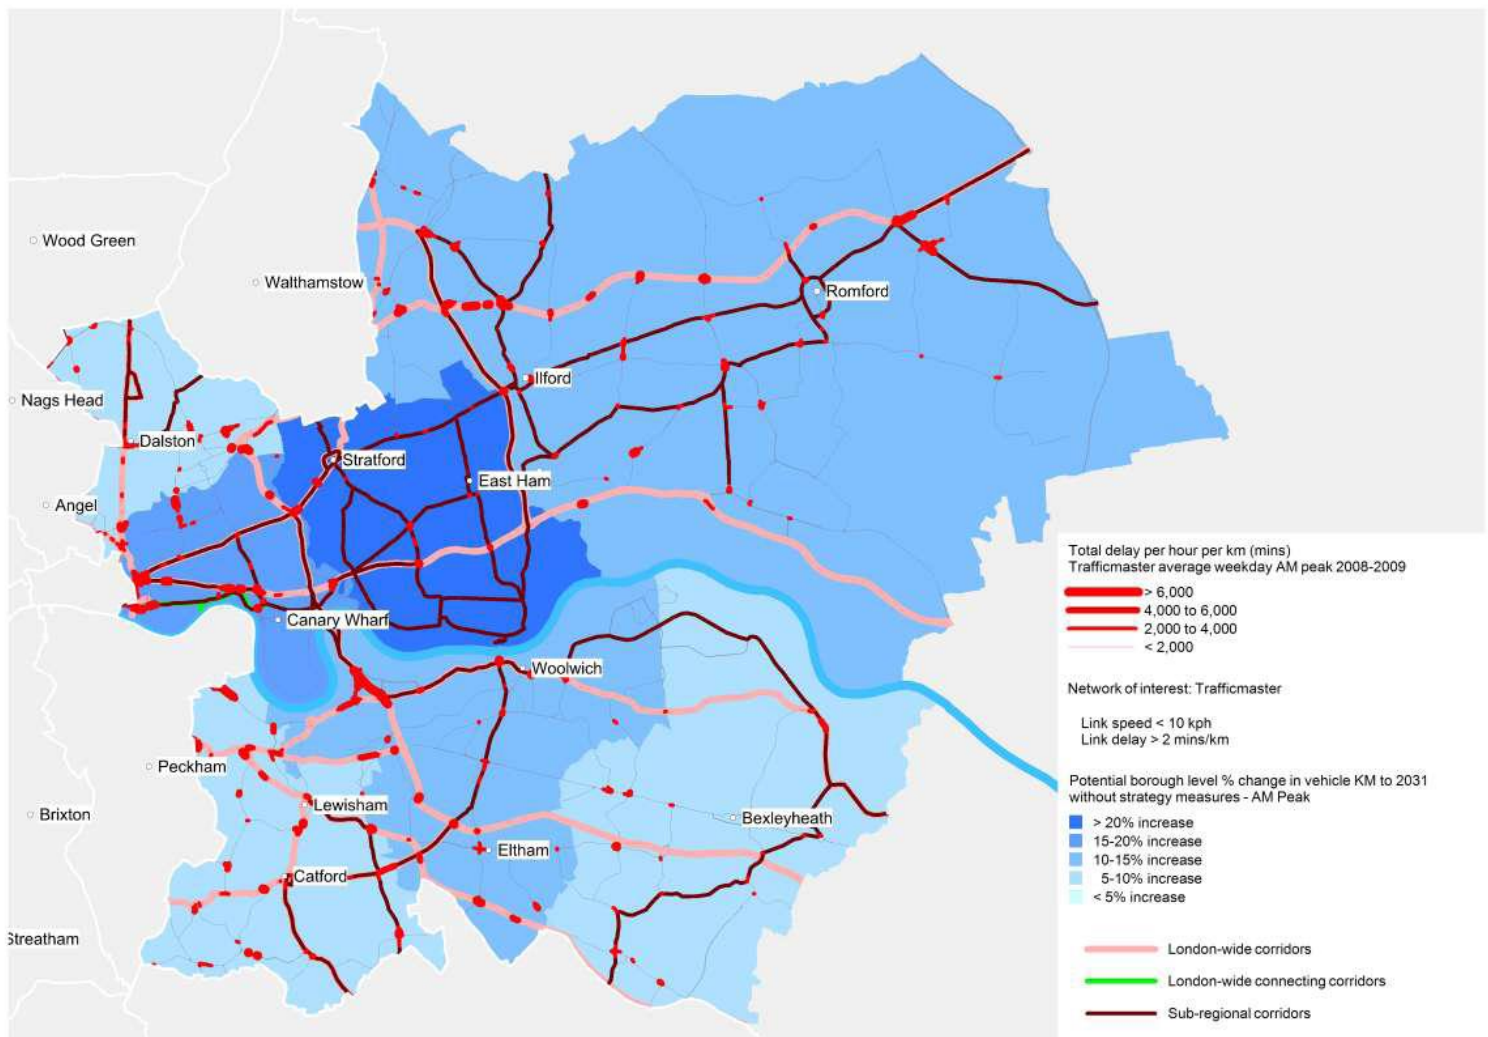 Wood Green
Walthamstow
Romford
Nags Head
Ilford
Dalston
Stratford
East Ham
Angel
Canary Wharf
Woolwich
Peckham
Lewisham
Brixton
Bexleyheath
Eltham
Catford
Streatham
Total delay per hour per km (mins)
Trafficmaster average weekday AM peak 2008-2009
> 6,000
4,000 to 6,000
2,000 to 4,000
< 2,000
Network of interest: Trafficmaster
Link speed < 10 kph
Link delay > 2 mins/km
Potential borough level % change in vehicle KM to 2031
without strategy measures - AM Peak
> 20% increase
15-20% increase
10-15% increase
5-10% increase
< 5% increase
London-wide corridors
London-wide connecting corridors
Sub-regional corridors